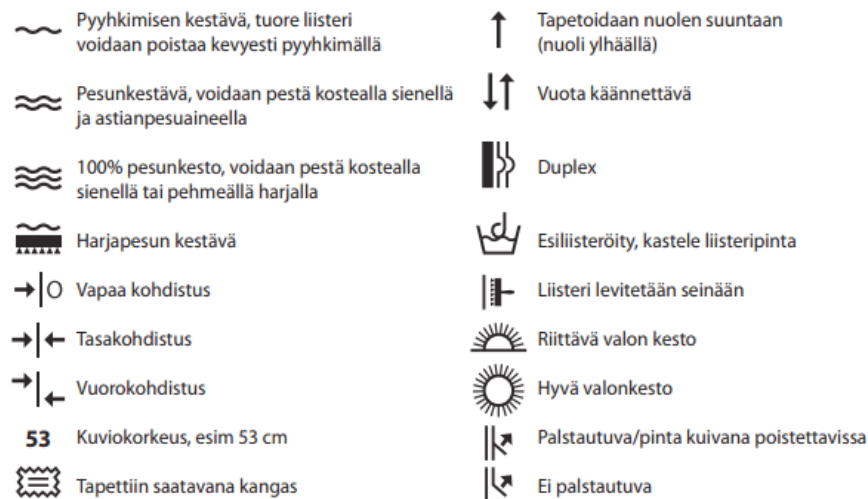 Pyyhkimisen kestävä, tuore liisteri
voidaan poistaa kevyesti pyyhkimällä
Pesunkestävä, voidaan pestä kostealla sienellä
ja astianpesuaineella
100% pesunkesto, voidaan pestä kostealla
sienellä tai pehmeällä harjalla
Harjapesun kestävä
Vapaa kohdistus
Tasakohdistus
Vuorokohdistus
53 Kuviokorkeus, esim 53 cm
Tapettiin saatavana kangas
Tapetoidaan nuolen suuntaan
(nuoli ylhäällä)
Vuota käännettävä
Duplex
Esiliisteröity, kastele liisteripinta
Liisteri levitetään seinään
Riittävä valon kesto
Hyvä valonkesto
Palstautuva/pinta kuivana poistettavissa
Ei palstautuva